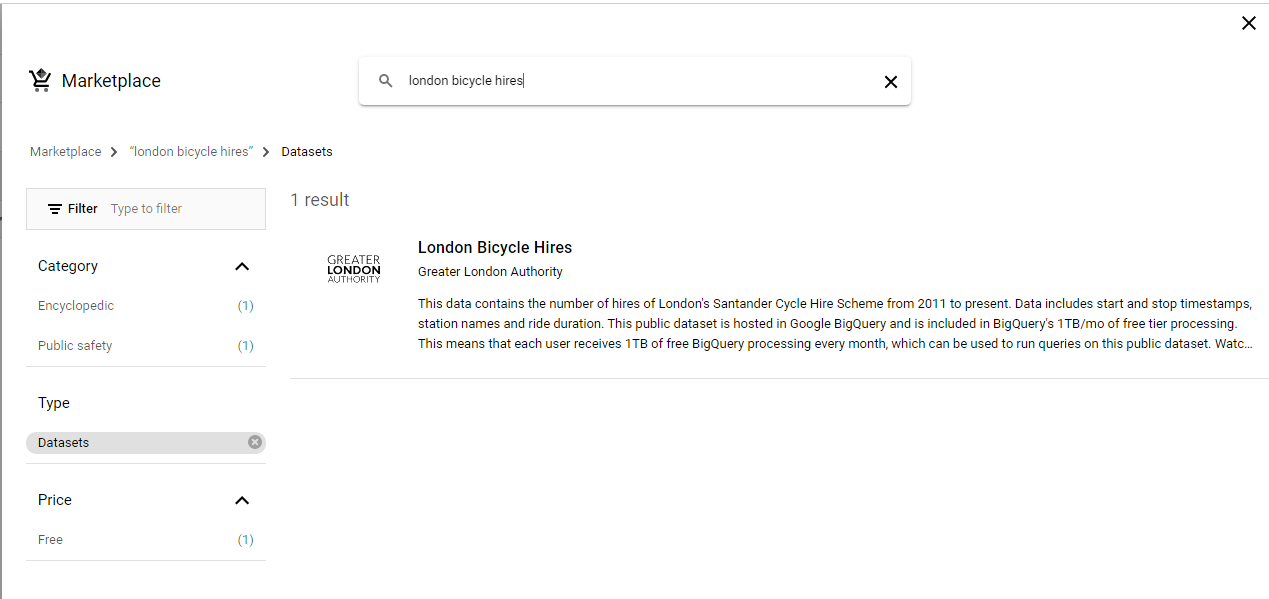 Marketplace
london bicycle hires
Marketplace > "london bicycle hires" > Datasets
Filter Type to filter
Category
Encyclopedic (1)
Public safety (1)
Type
Datasets
Price
Free (1)
1 result
GREATER
LONDON
AUTHORITY
London Bicycle Hires
Greater London Authority
This data contains the number of hires of London's Santander Cycle Hire Scheme from 2011 to present. Data includes start and stop timestamps,
station names and ride duration. This public dataset is hosted in Google BigQuery and is included in BigQuery's 1TB/mo of free tier processing.
This means that each user receives 1TB of free BigQuery processing every month, which can be used to run queries on this public dataset. Watc...